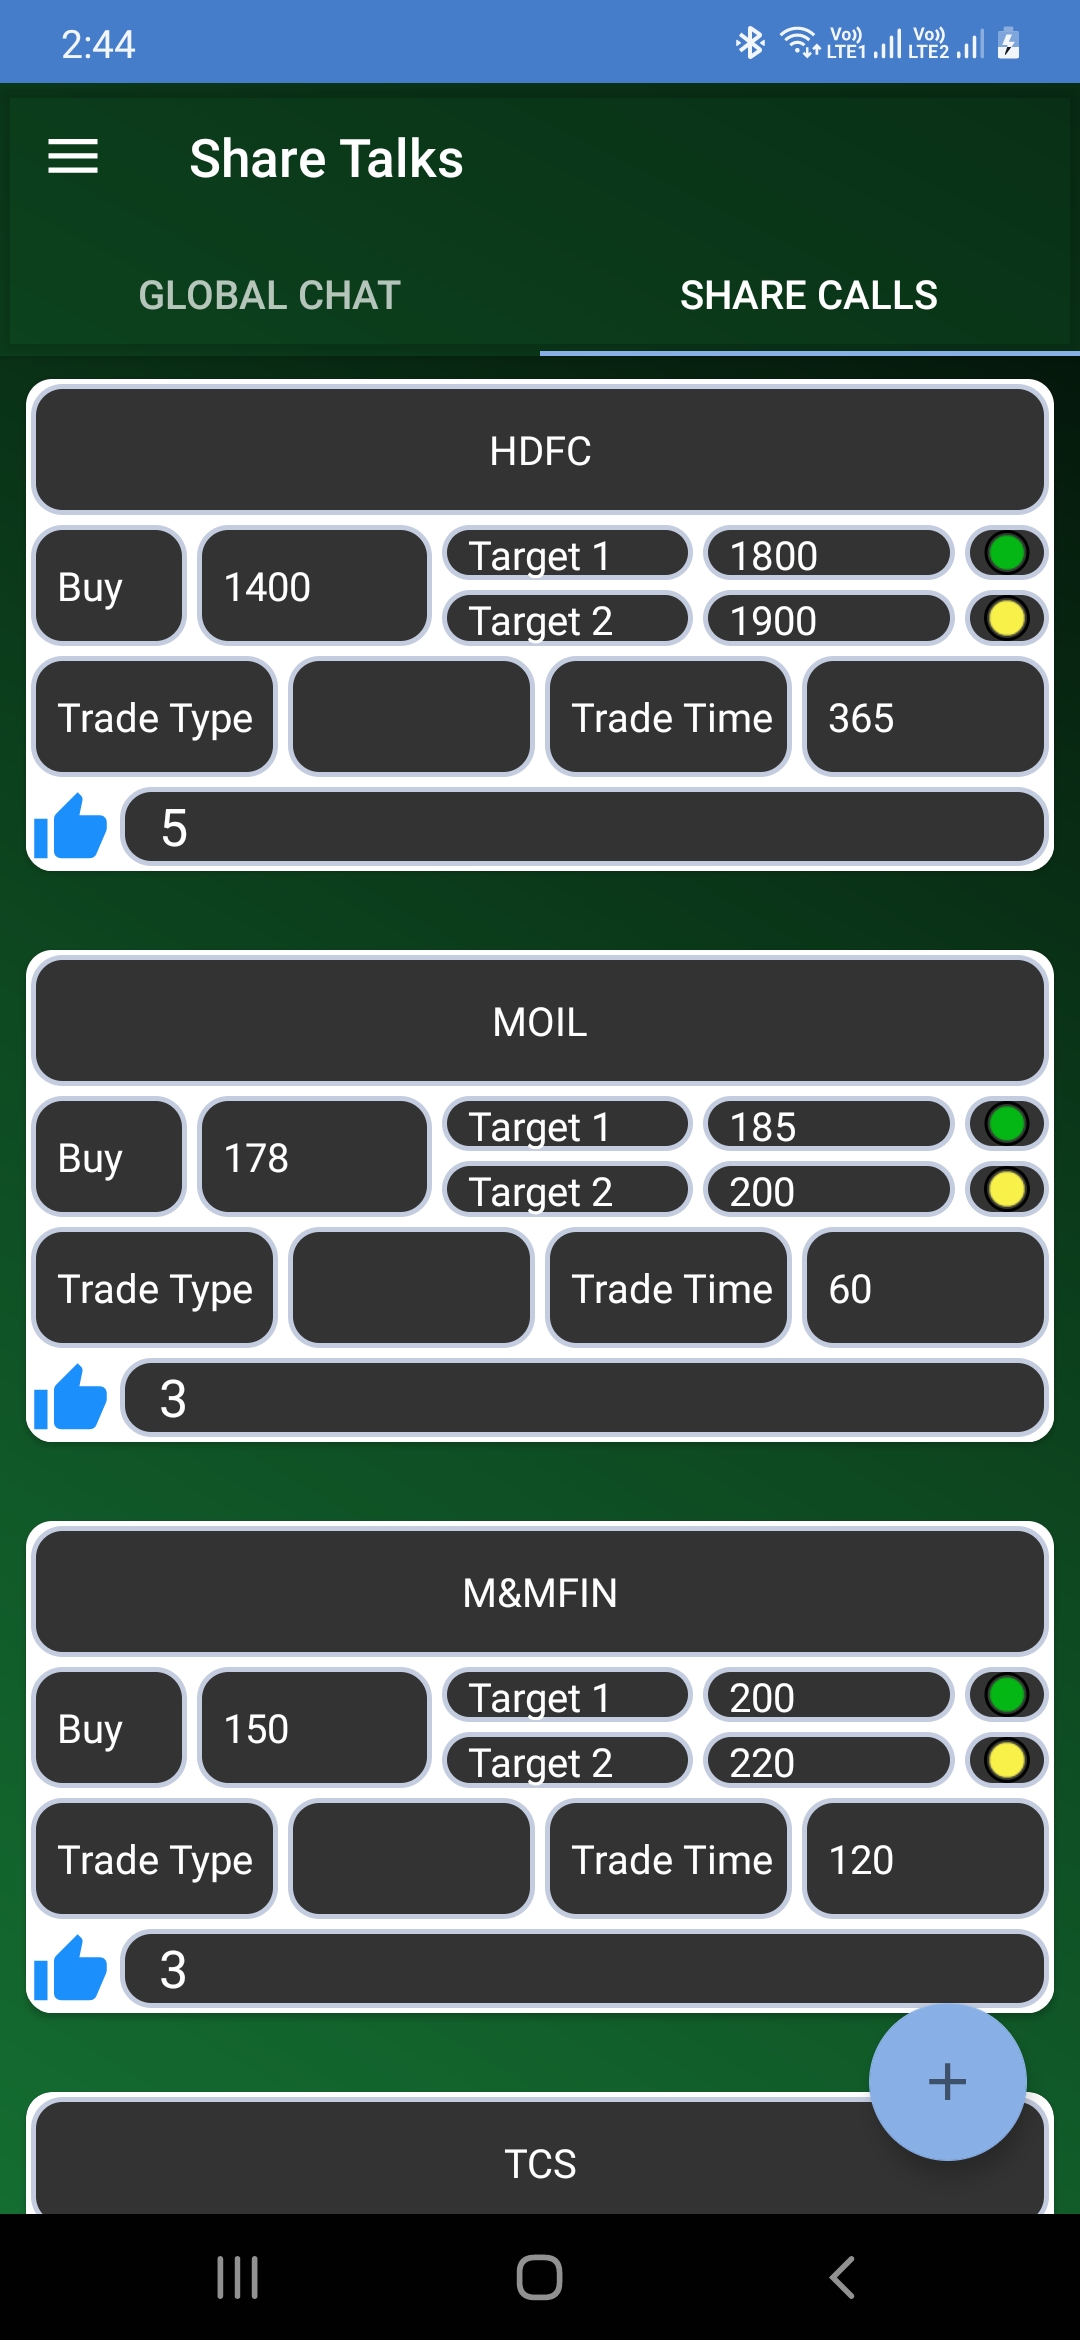 2:44 Vo)) LTE1 Vo)) LTE2
Share Talks
GLOBAL CHAT SHARE CALLS
HDFC
Buy 1400 Target 1 1800
Target 2 1900
Trade Type Trade Time 365
5
MOIL
Buy 178 Target 1 185
Target 2 200
Trade Type Trade Time 60
3
M&MFIN
Buy 150 Target 1 200
Target 2 220
Trade Type Trade Time 120
3
+
TCS